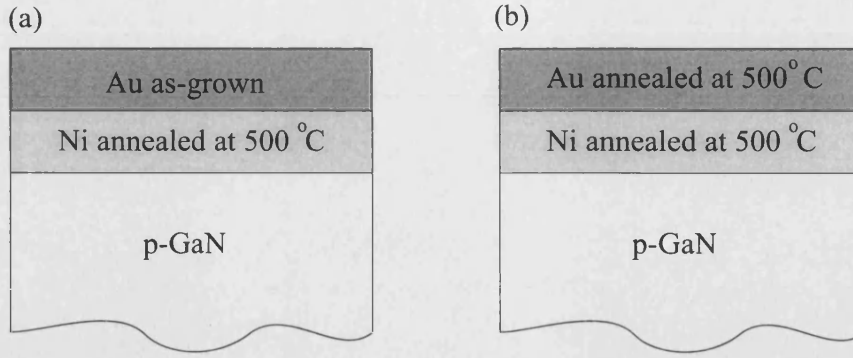 (a)
Au as-grown
Ni annealed at 500 °C
p-GaN
(b)
Au annealed at 500° C
Ni annealed at 500 °C
p-GaN